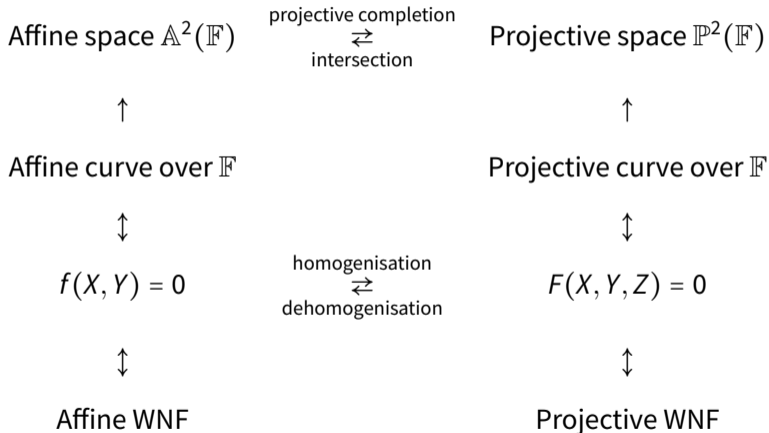 Affine space 𝔸²(𝔽)
projective completion
⇄
intersection
Projective space ℙ²(𝔽)
↑ ↑
Affine curve over 𝔽
Projective curve over 𝔽
↕ ↕
f(X, Y) = 0
homogenisation
⇄
dehomogenisation
F(X, Y, Z) = 0
↕ ↕
Affine WNF
Projective WNF